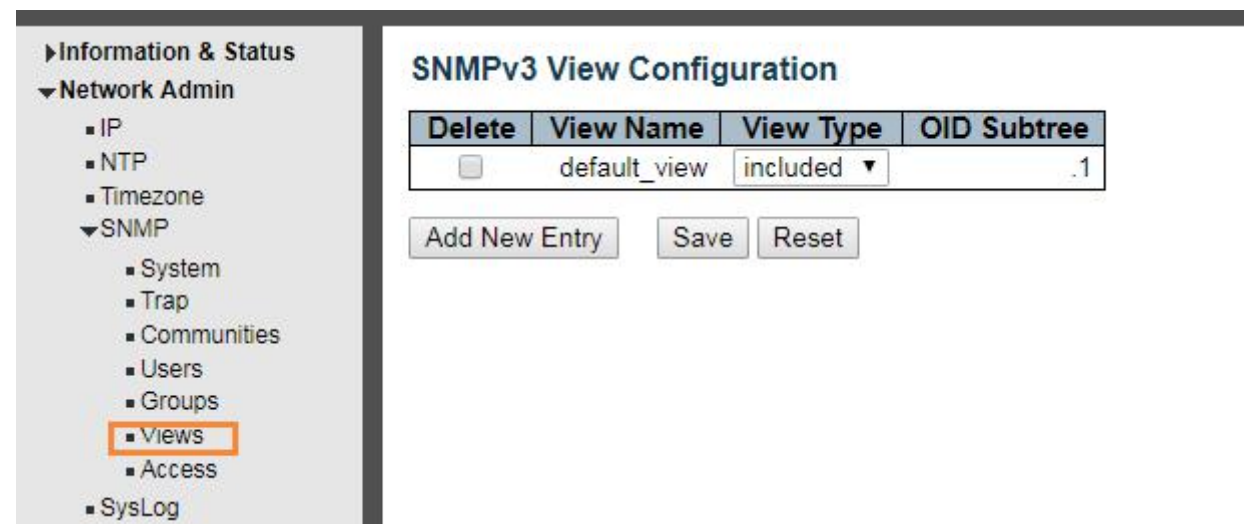 Information & Status
Network Admin
IP
NTP
Timezone
SNMP
System
Trap
Communities
Users
Groups
Views
Access
SysLog
SNMPv3 View Configuration
Delete View Name View Type OID Subtree
default_view included .1
Add New Entry Save Reset